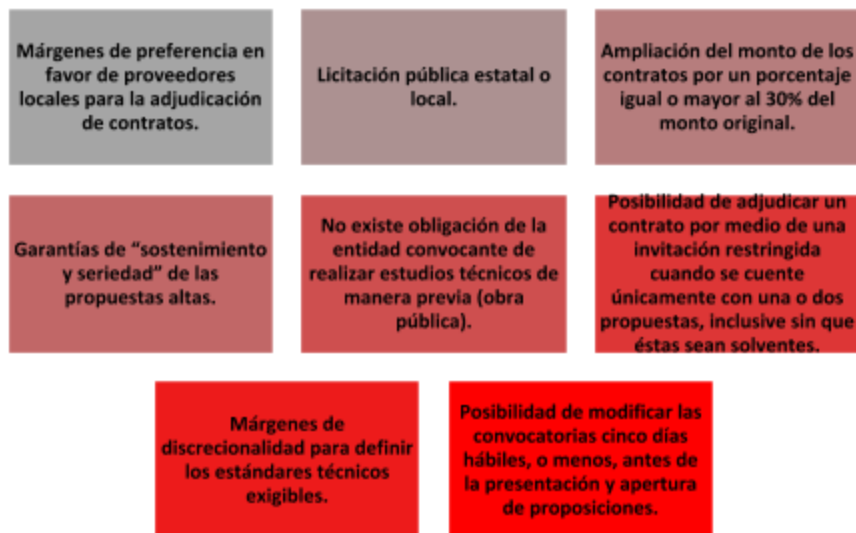 Márgenes de preferencia en
favor de proveedores
locales para la adjudicación
de contratos.
Licitación pública estatal o
local.
Ampliación del monto de los
contratos por un porcentaje
igual o mayor al 30% del
monto original.
Garantías de “sostenimiento
y seriedad” de las
propuestas altas.
No existe obligación de la
entidad convocante de
realizar estudios técnicos de
manera previa (obra
pública).
Posibilidad de adjudicar un
contrato por medio de una
invitación restringida
cuando se cuente
únicamente con una o dos
propuestas, inclusive sin que
éstas sean solventes.
Márgenes de
discrecionalidad para definir
los estándares técnicos
exigibles.
Posibilidad de modificar las
convocatorias cinco días
hábiles, o menos, antes de
la presentación y apertura
de proposiciones.